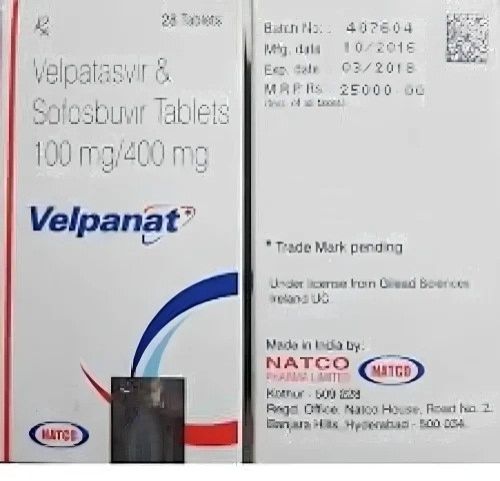 28 Tablets
Velpatasvir &
Sofosbuvir Tablets
100 mg/400 mg
Velpanat*
NATCO
Batch No. : 407604
Mfg. date 10/2016
Exp. date 03/2018
M R P Rs. 25000.00
* Trade Mark pending
Under license from Gilead Sciences
Ireland UC.
Made in India by:
NATCO
PHARMA LIMITED
NATCO
Kothur - 509 228
Regd. Office: Natco House, Road No. 2,
Banjara Hills, Hyderabad - 500 034.